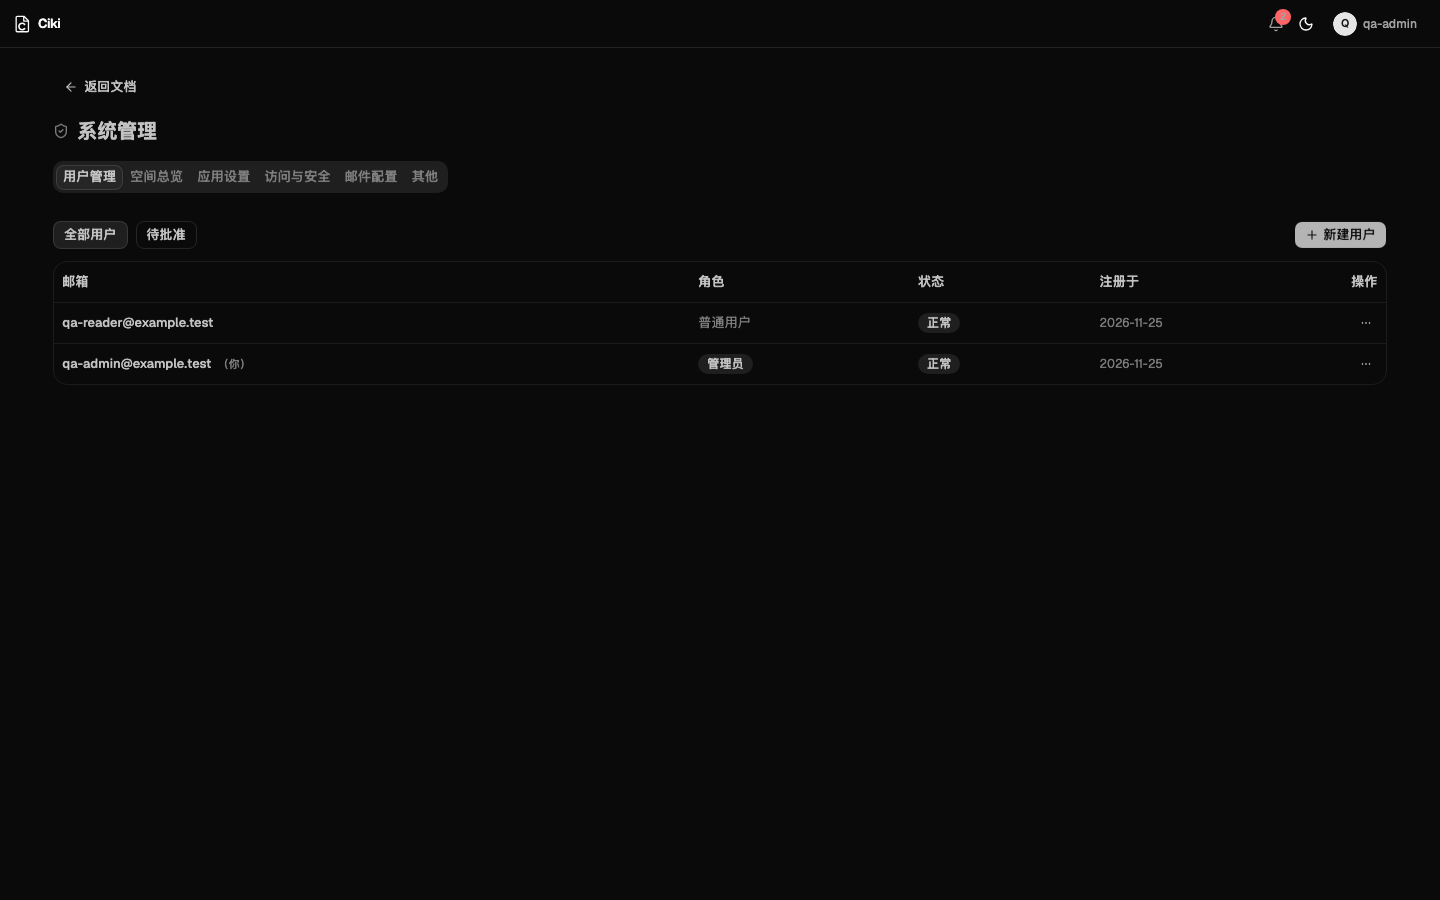 Ciki
Q qa-admin
返回文档
系统管理
用户管理 空间总览 应用设置 访问与安全 邮件配置 其他
全部用户 待批准 + 新建用户
邮箱 角色 状态 注册于 操作
qa-reader@example.test 普通用户 正常 2026-11-25 ···
qa-admin@example.test (你) 管理员 正常 2026-11-25 ···